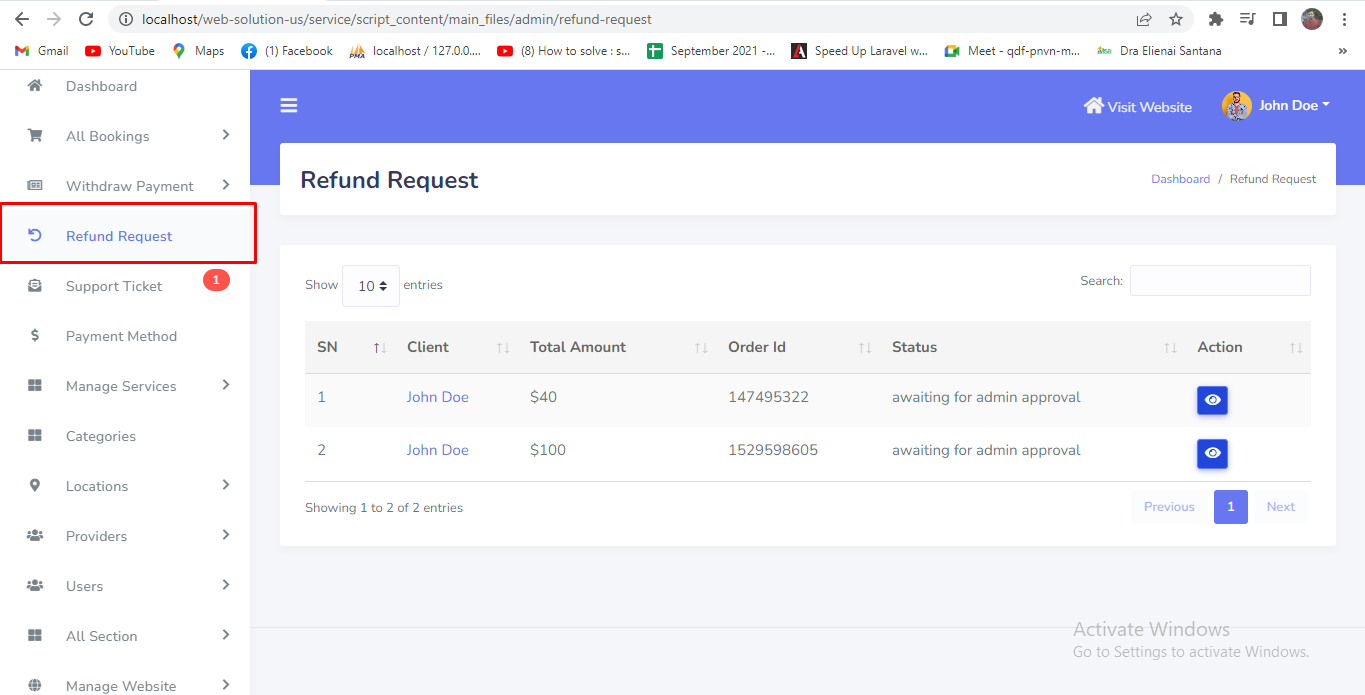 localhost/web-solution-us/service/script_content/main_files/admin/refund-request
Gmail YouTube Maps (1) Facebook localhost / 127.0.0.... (8) How to solve : s... September 2021 -... Speed Up Laravel w... Meet - qdf-pnvn-m... Dra Elienai Santana »
Dashboard
All Bookings
Withdraw Payment
Refund Request
Support Ticket 1
Payment Method
Manage Services
Categories
Locations
Providers
Users
All Section
Manage Website
Visit Website John Doe
Refund Request
Dashboard / Refund Request
Show 10 entries
Search:
SN Client Total Amount Order Id Status Action
1 John Doe $40 147495322 awaiting for admin approval
2 John Doe $100 1529598605 awaiting for admin approval
Showing 1 to 2 of 2 entries
Previous 1 Next
Activate Windows
Go to Settings to activate Windows.